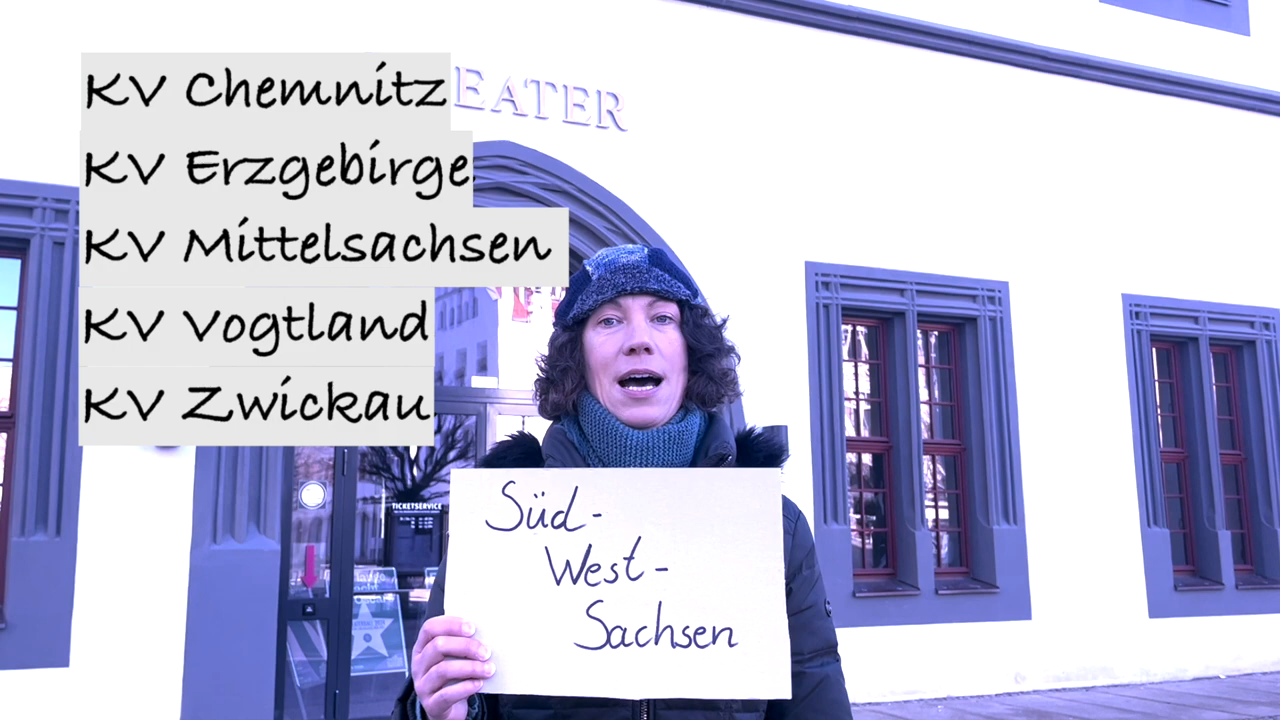 KV Chemnitz
KV Erzgebirge
KV Mittelsachsen
KV Vogtland
KV Zwickau
EATER
TICKETSERVICE
Süd-
West-
Sachsen